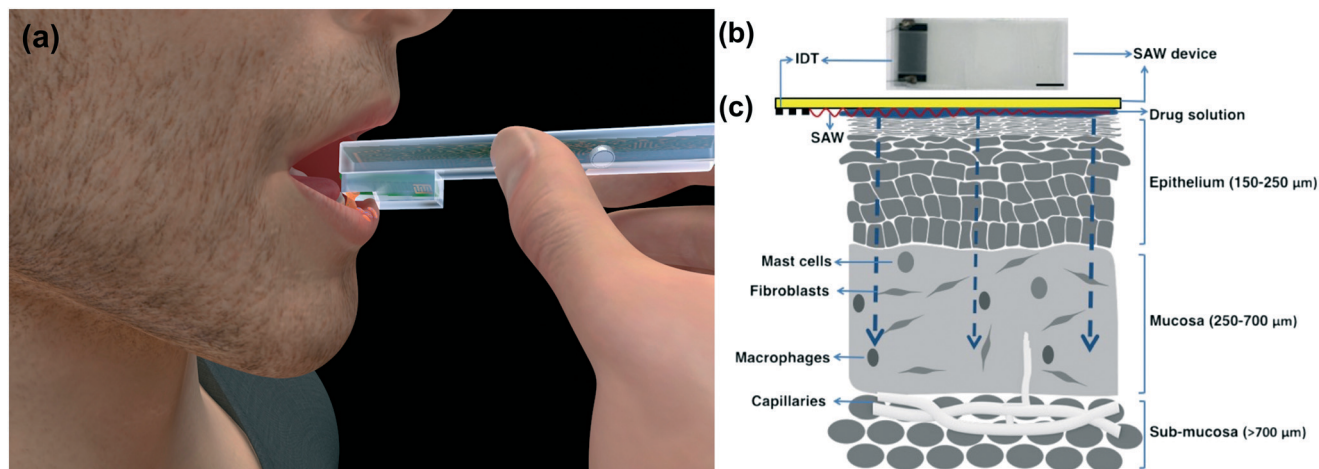 (a)
(b)
IDT
SAW device
(c)
Drug solution
SAW
Epithelium (150-250 µm)
Mast cells
Fibroblasts
Mucosa (250-700 µm)
Macrophages
Capillaries
Sub-mucosa (>700 µm)